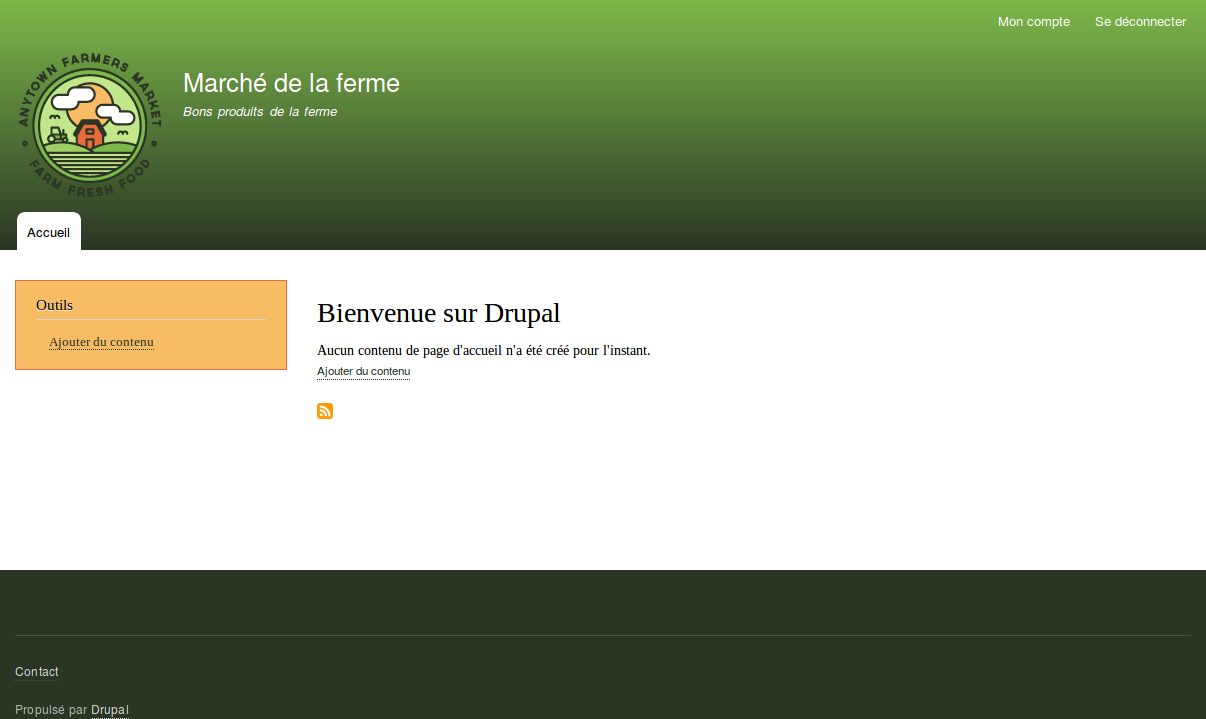 Mon compte Se déconnecter
ANYTOWN FARMERS MARKET
FARM FRESH FOOD
Marché de la ferme
Bons produits de la ferme
Accueil
Outils
Ajouter du contenu
Bienvenue sur Drupal
Aucun contenu de page d'accueil n'a été créé pour l'instant.
Ajouter du contenu
Contact
Propulsé par Drupal